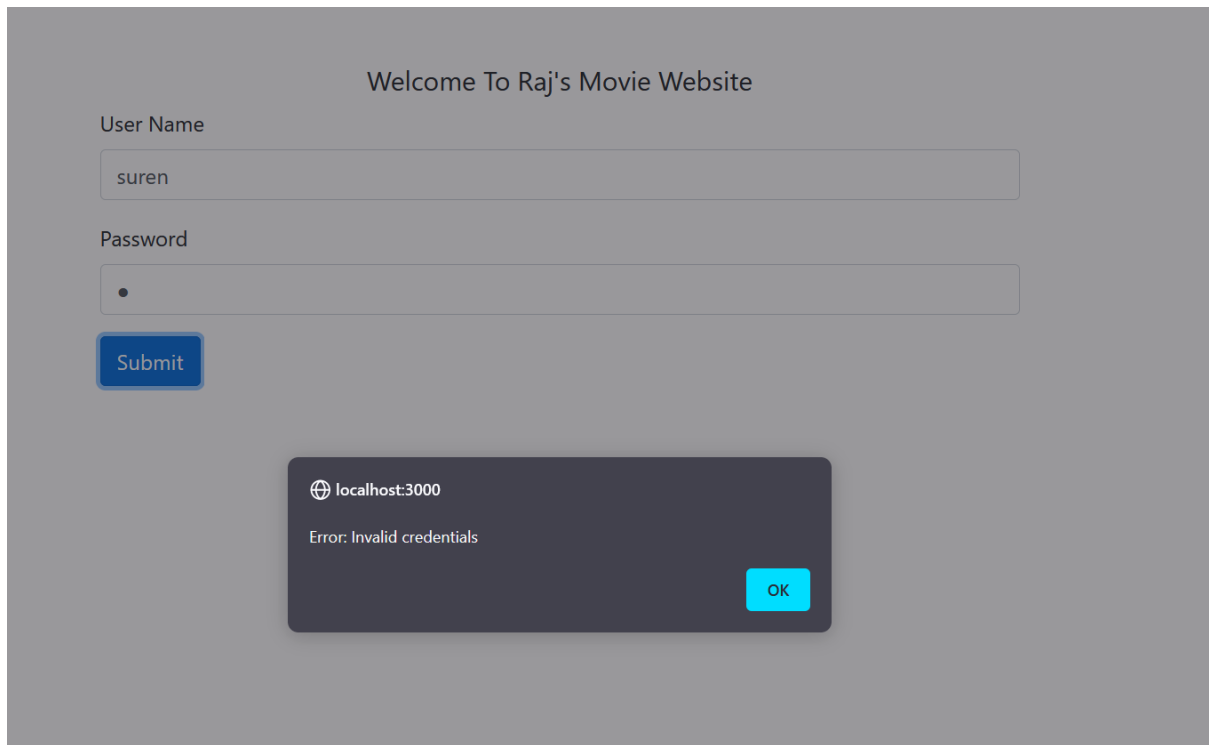 Welcome To Raj's Movie Website
User Name
suren
Password
●
Submit
localhost:3000
Error: Invalid credentials
OK